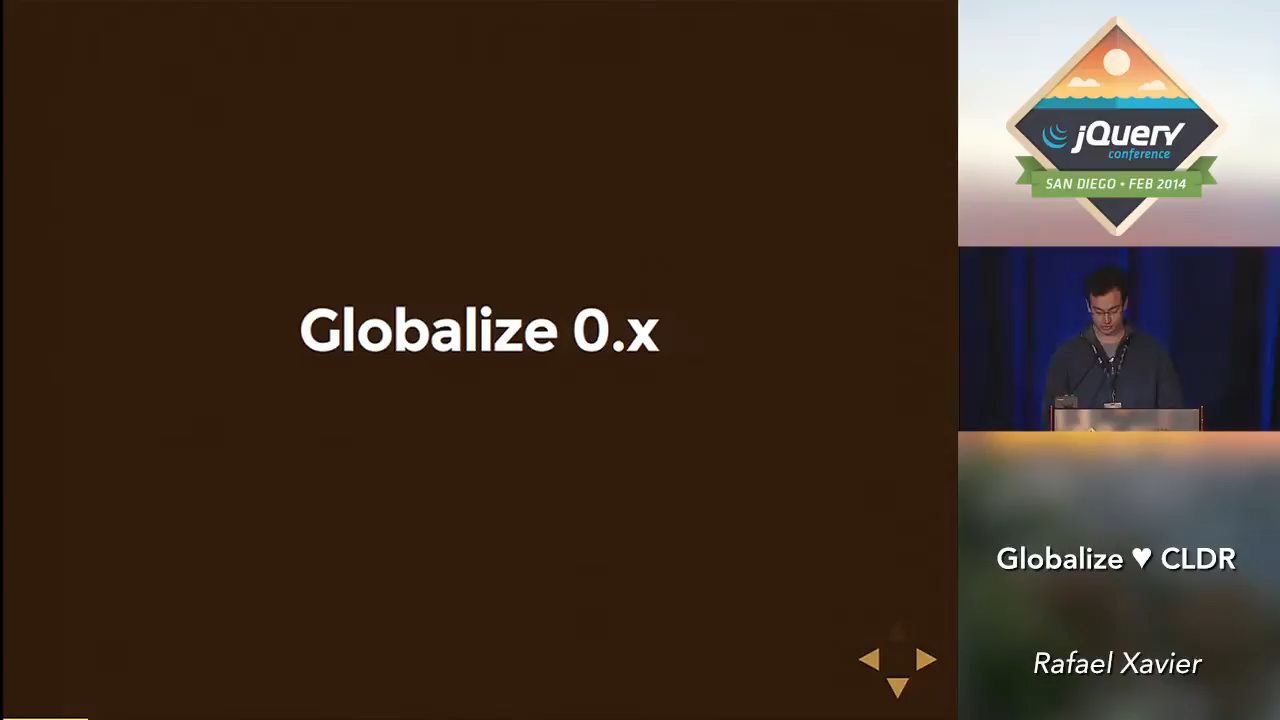 Globalize 0.x
jQuery
conference
SAN DIEGO • FEB 2014
Globalize ♥ CLDR
Rafael Xavier